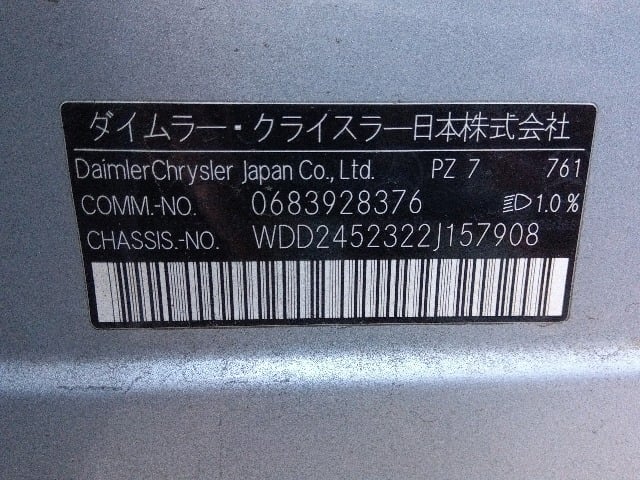 ダイムラー・クライスラー日本株式会社
DaimlerChrysler Japan Co., Ltd. PZ 7 761
COMM.-NO. 0683928376 1.0 %
CHASSIS.-NO. WDD2452322J157908